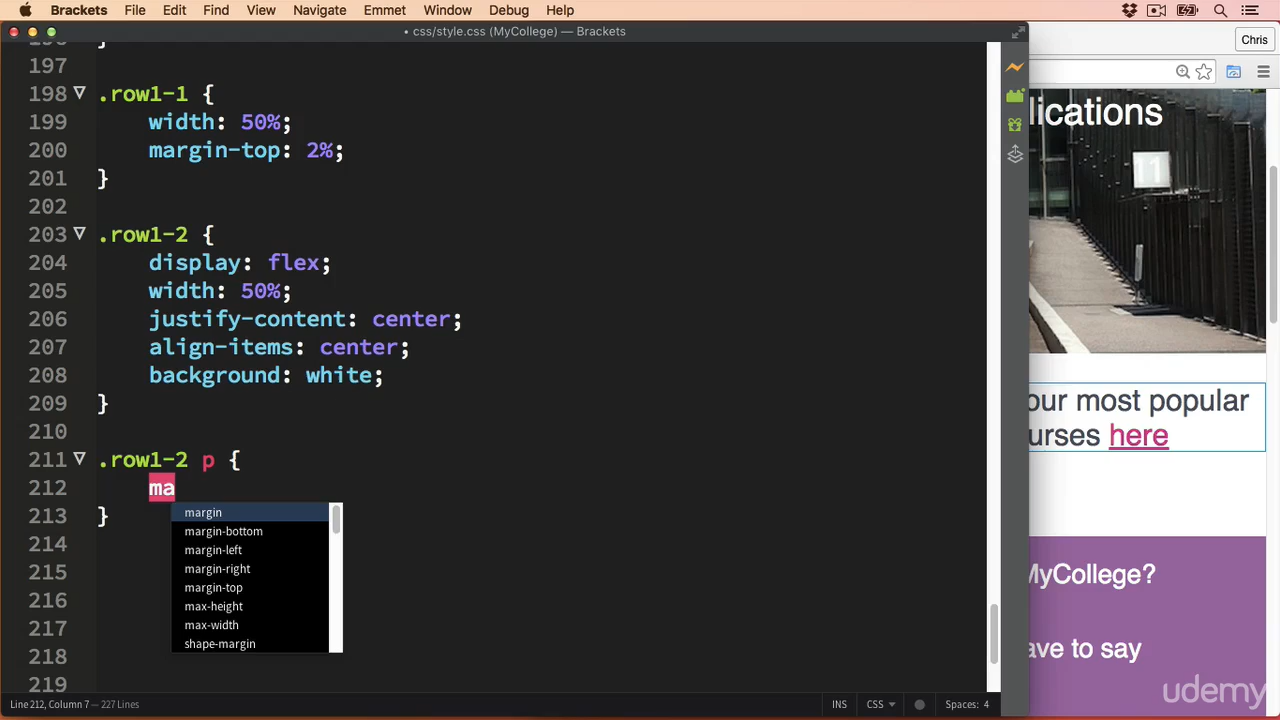 Brackets File Edit Find View Navigate Emmet Window Debug Help
• css/style.css (MyCollege) — Brackets
Chris
197
198 .row1-1 {
199 width: 50%;
200 margin-top: 2%;
201 }
202
203 .row1-2 {
204 display: flex;
205 width: 50%;
206 justify-content: center;
207 align-items: center;
208 background: white;
209 }
210
211 .row1-2 p {
212 ma
213 }
214
215
216
217
218
219
margin
margin-bottom
margin-left
margin-right
margin-top
max-height
max-width
shape-margin
lications
11
our most popular
urses here
MyCollege?
ave to say
udemy
Line 212, Column 7 — 227 Lines
INS CSS Spaces: 4